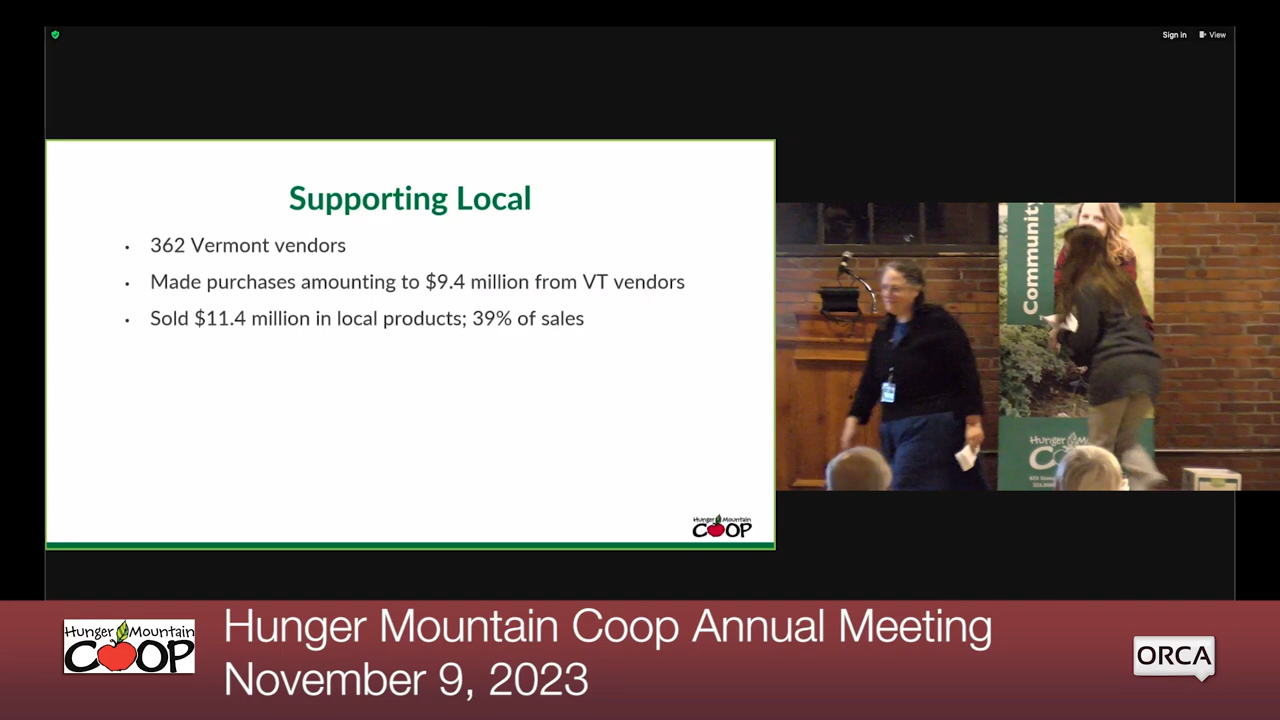 Sign in
View
Supporting Local
• 362 Vermont vendors
• Made purchases amounting to $9.4 million from VT vendors
• Sold $11.4 million in local products; 39% of sales
Hunger Mountain
COOP
Community
Hunger
Hunger Mountain
COOP
Hunger Mountain Coop Annual Meeting
November 9, 2023
ORCA